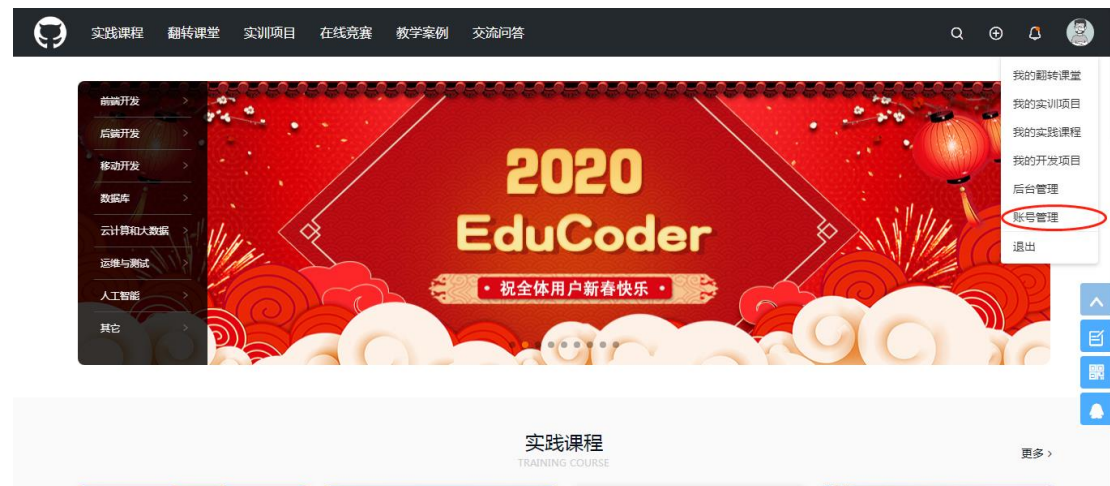 实践课程 翻转课堂 实训项目 在线竞赛 教学案例 交流问答
我的翻转课堂
我的实训项目
我的实践课程
我的开发项目
后台管理
账号管理
退出
前端开发 >
后端开发 >
移动开发 >
数据库 >
云计算和大数据 >
运维与测试 >
人工智能 >
其它 >
2020
EduCoder
• 祝全体用户新春快乐 •
实践课程
TRAINING COURSE
更多 >